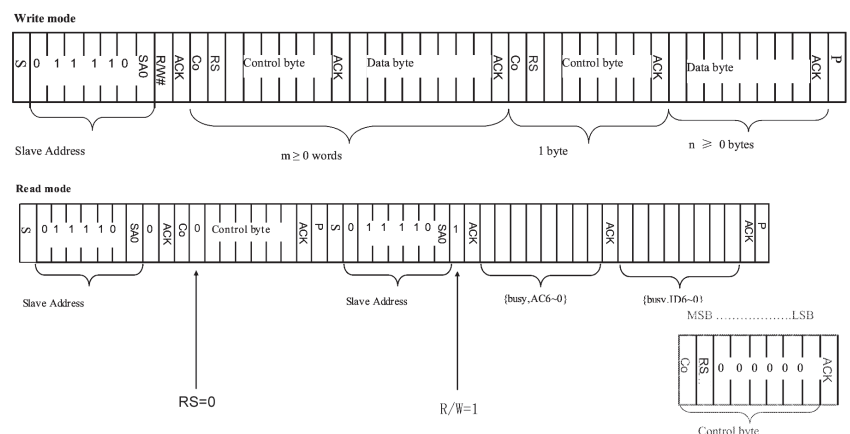 Write mode
S 0 1 1 1 1 0 SA0 R/W# ACK Co RS Control byte ACK Data byte ACK Co RS Control byte ACK Data byte ACK P
Slave Address
m ≥ 0 words
1 byte
n ≥ 0 bytes
Read mode
S 0 1 1 1 1 0 SA0 0 ACK Co 0 Control byte ACK P S 0 1 1 1 1 0 SA0 1 ACK ACK ACK P
Slave Address
Slave Address
{busy,AC6~0}
{busy,ID6~0}
MSB ....................LSB
Co RS 0 0 0 0 0 0 ACK
RS=0
R/W=1
Control byte